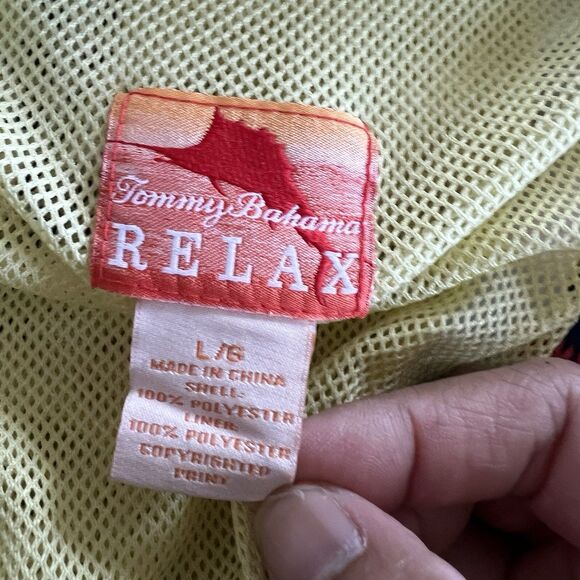 Tommy Bahama
RELAX
L/G
MADE IN CHINA
SHELL:
100% POLYESTER
LINER:
100% POLYESTER
COPYRIGHTED
PRINT